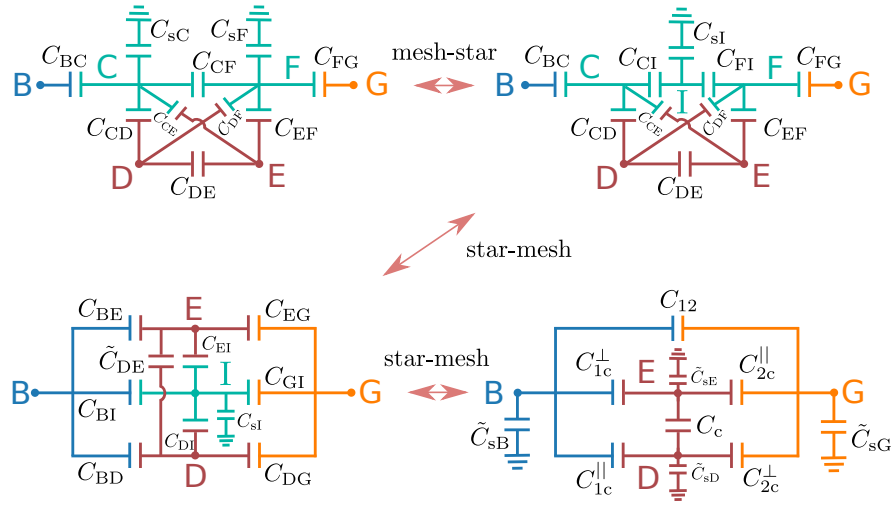 C_sC C_sF
C_BC C C_CF F C_FG
B G
C_CD C_CE C_DF C_EF
D C_DE E
mesh-star
C_sI
C_BC C C_CI C_FI F C_FG
B I G
C_CD C_CE C_DF C_EF
D C_DE E
star-mesh
C_BE E C_EG
C̃_DE C_EI
B I G
C_BI C_GI
C_DI C_sI
C_BD D C_DG
star-mesh
C_12
C_1c^⊥ E C̃_sE C_2c^||
B G
C̃_sB C_c C̃_sG
C_1c^|| D C̃_sD C_2c^⊥